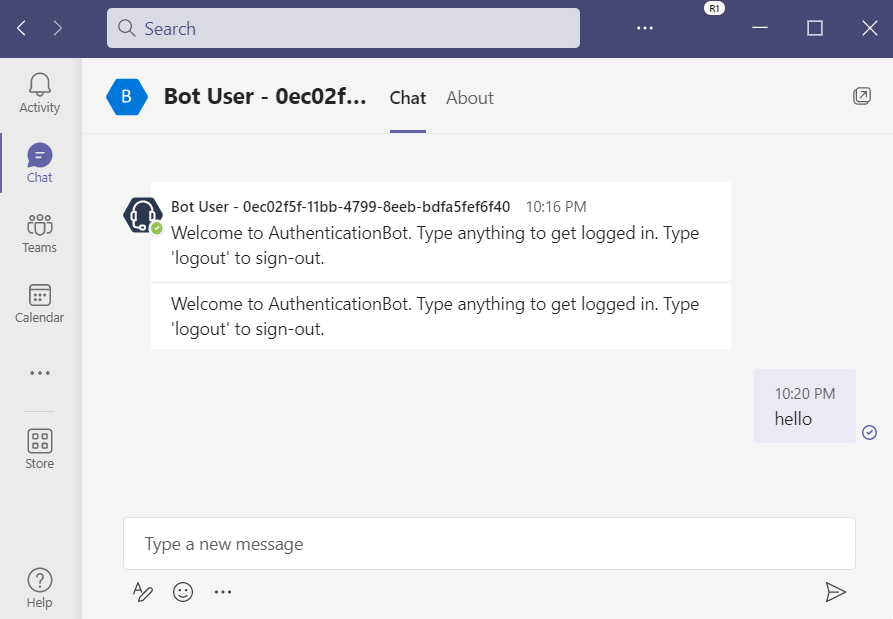 R1
Search
Activity
Chat
Teams
Calendar
Store
Help
B
Bot User - 0ec02f...
Chat
About
Bot User - 0ec02f5f-11bb-4799-8eeb-bdfa5fef6f40 10:16 PM
Welcome to AuthenticationBot. Type anything to get logged in. Type
'logout' to sign-out.
Welcome to AuthenticationBot. Type anything to get logged in. Type
'logout' to sign-out.
10:20 PM
hello
Type a new message